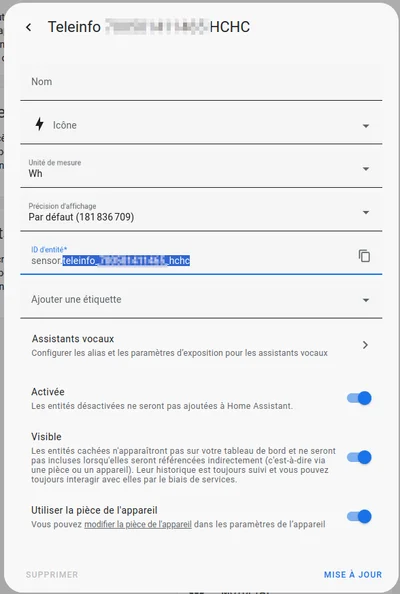 Teleinfo HCHC
Nom
Icône
Unité de mesure
Wh
Précision d'affichage
Par défaut (181 836 709)
ID d'entité*
sensor.teleinfo_ _hchc
Ajouter une étiquette
Assistants vocaux
Configurer les alias et les paramètres d'exposition pour les assistants vocaux
Activée
Les entités désactivées ne seront pas ajoutées à Home Assistant.
Visible
Les entités cachées n'apparaîtront pas sur votre tableau de bord et ne seront
pas incluses lorsqu'elles seront référencées indirectement (c'est-à-dire via
une pièce ou un appareil). Leur historique est toujours suivi et vous pouvez
toujours interagir avec elles par le biais de services.
Utiliser la pièce de l'appareil
Vous pouvez modifier la pièce de l'appareil dans les paramètres de l'appareil
SUPPRIMER
MISE À JOUR